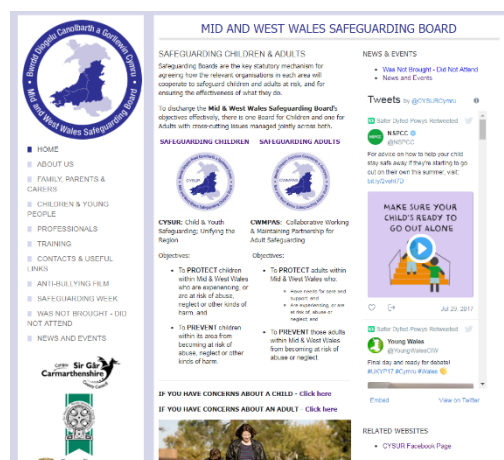 Bwrdd Diogelu Canolbarth a Gorllewin Cymru
Mid and West Wales Safeguarding Board
HOME
ABOUT US
FAMILY, PARENTS &
CARERS
CHILDREN & YOUNG
PEOPLE
PROFESSIONALS
TRAINING
CONTACTS & USEFUL
LINKS
ANTI-BULLYING FILM
SAFEGUARDING WEEK
WAS NOT BROUGHT - DID
NOT ATTEND
NEWS AND EVENTS
Cyngor Sir Gâr
Carmarthenshire
County Council
MID AND WEST WALES SAFEGUARDING BOARD
SAFEGUARDING CHILDREN & ADULTS
Safeguarding Boards are the key statutory mechanism for
agreeing how the relevant organisations in each area will
cooperate to safeguard children and adults at risk, and for
ensuring the effectiveness of what they do.
To discharge the Mid & West Wales Safeguarding Board's
objectives effectively, there is one Board for Children and one for
Adults with cross-cutting issues managed jointly across both.
SAFEGUARDING CHILDREN
CYSUR
CYSUR: Child & Youth
Safeguarding; Unifying the
Region
Objectives:
To PROTECT children
within Mid & West Wales
who are experiencing, or
are at risk of abuse,
neglect or other kinds of
harm, and
To PREVENT children
within its area from
becoming at risk of
abuse, neglect or other
kinds of harm.
SAFEGUARDING ADULTS
CWMPAS
CWMPAS: Collaborative Working
& Maintaining Partnership for
Adult Safeguarding
Objectives:
To PROTECT adults within
Mid & West Wales who:
Have needs for care and
support; and
Are experiencing, or are
at risk of, abuse or
neglect; and
To PREVENT those adults
within Mid & West Wales
from becoming at risk of
abuse or neglect.
IF YOU HAVE CONCERNS ABOUT A CHILD - Click here
IF YOU HAVE CONCERNS ABOUT AN ADULT - Click here
NEWS & EVENTS
Was Not Brought - Did Not Attend
News and Events
Tweets by @CYSURCymru
Safer Dyfed-Powys Retweeted
NSPCC
@NSPCC
For advice on how to help your child
stay safe away if they're starting to go
out on their own this summer, visit:
MAKE SURE YOUR
CHILD'S READY TO
GO OUT ALONE
Jul 29, 2017
Safer Dyfed-Powys Retweeted
Young Wales
@YoungWalesCIW
Final day and ready for debate!
#UKYP17 #Cymru #Wales
Embed
View on Twitter
RELATED WEBSITES
CYSUR Facebook Page